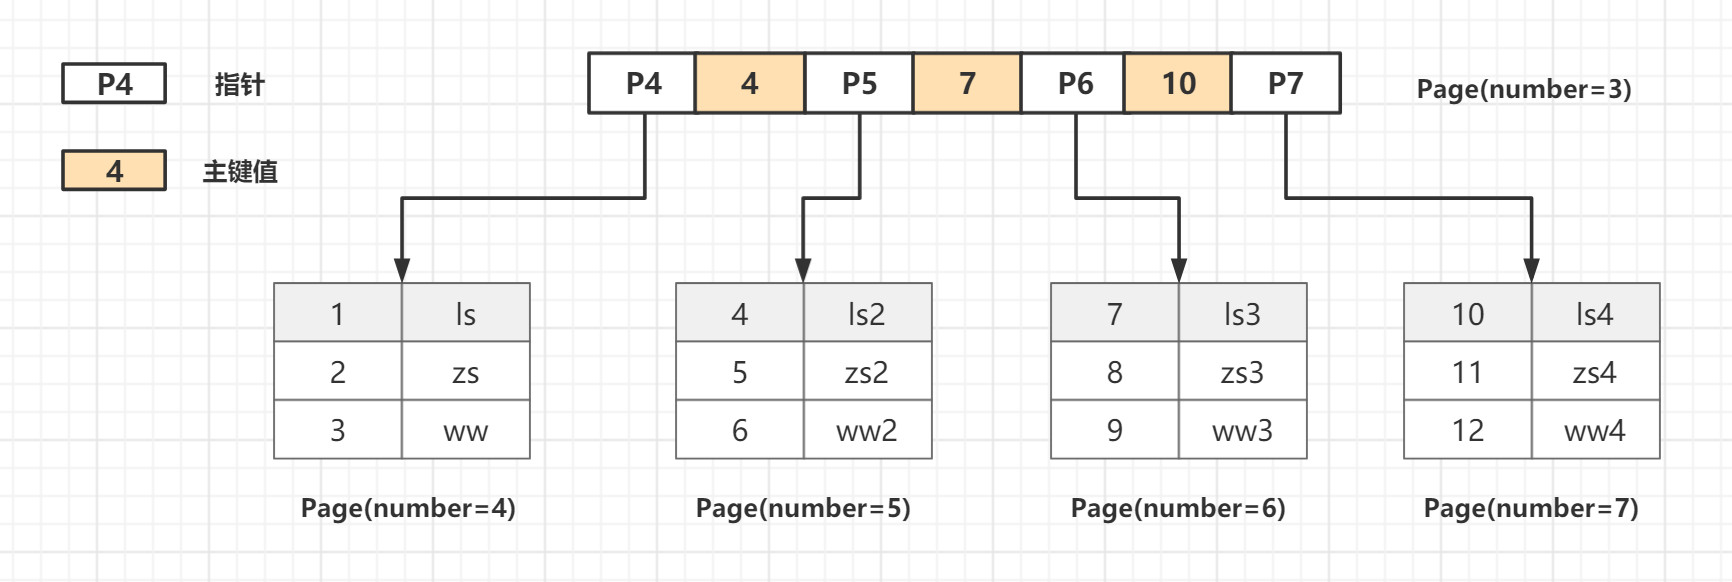 P4 指针
4 主键值
P4 4 P5 7 P6 10 P7
Page(number=3)
1 ls
2 zs
3 ww
Page(number=4)
4 ls2
5 zs2
6 ww2
Page(number=5)
7 ls3
8 zs3
9 ww3
Page(number=6)
10 ls4
11 zs4
12 ww4
Page(number=7)